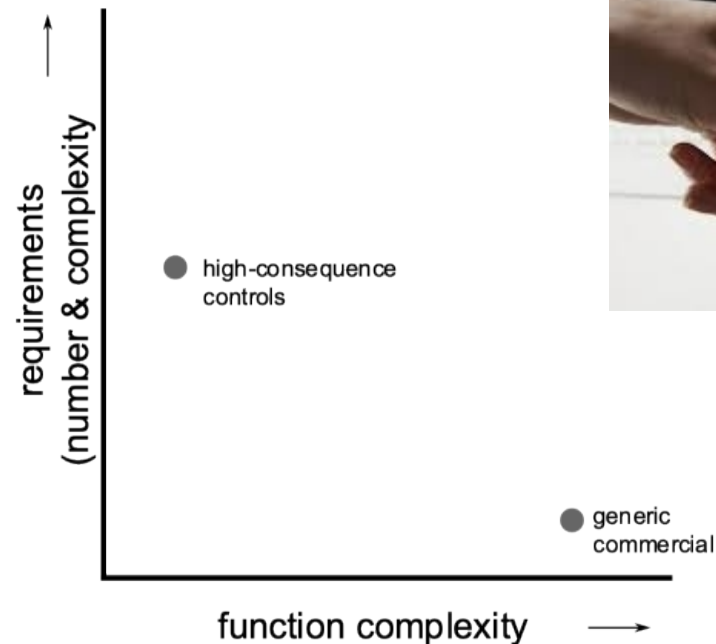 requirements
(number & complexity
high-consequence
controls
generic
commercial
function complexity